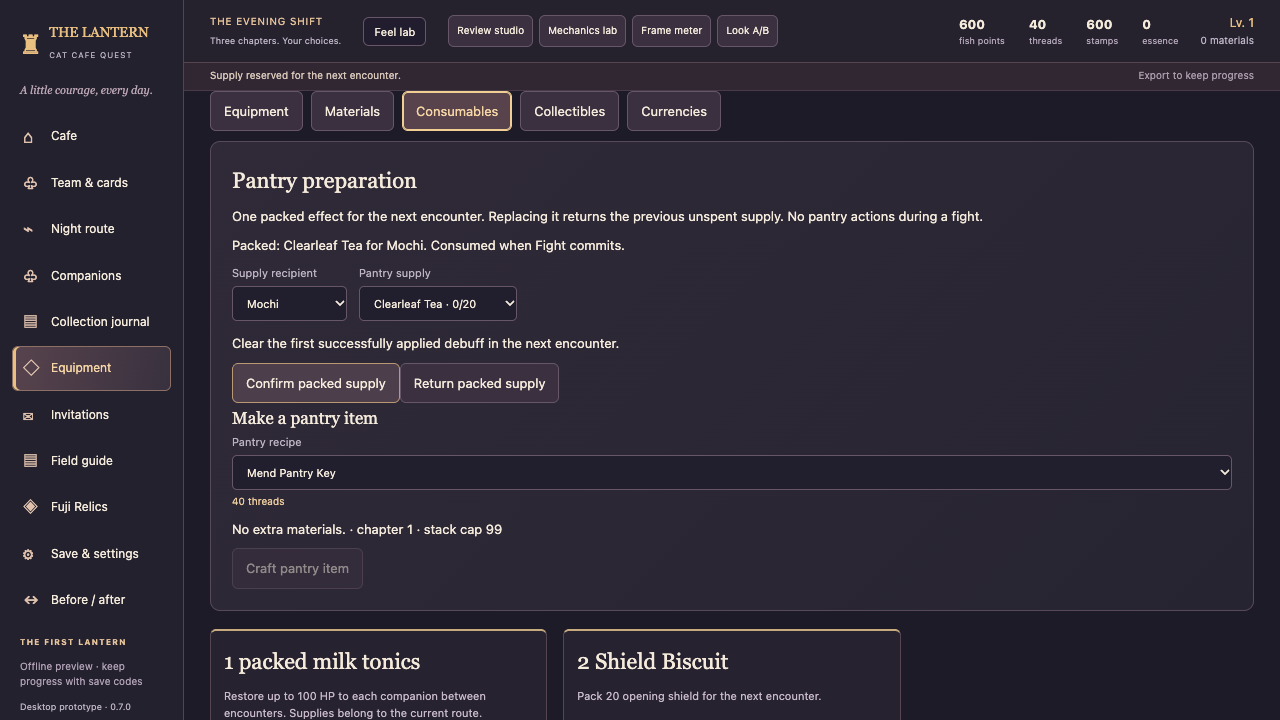 THE LANTERN
CAT CAFE QUEST
A little courage, every day.
Cafe
Team & cards
Night route
Companions
Collection journal
Equipment
Invitations
Field guide
Fuji Relics
Save & settings
Before / after
THE FIRST LANTERN
Offline preview · keep
progress with save codes
Desktop prototype · 0.7.0
THE EVENING SHIFT
Three chapters. Your choices.
Feel lab
Review studio
Mechanics lab
Frame meter
Look A/B
600
fish points
40
threads
600
stamps
0
essence
Lv. 1
0 materials
Supply reserved for the next encounter.
Export to keep progress
Equipment
Materials
Consumables
Collectibles
Currencies
Pantry preparation
One packed effect for the next encounter. Replacing it returns the previous unspent supply. No pantry actions during a fight.
Packed: Clearleaf Tea for Mochi. Consumed when Fight commits.
Supply recipient
Pantry supply
Mochi
Clearleaf Tea · 0/20
Clear the first successfully applied debuff in the next encounter.
Confirm packed supply
Return packed supply
Make a pantry item
Pantry recipe
Mend Pantry Key
40 threads
No extra materials. · chapter 1 · stack cap 99
Craft pantry item
1 packed milk tonics
Restore up to 100 HP to each companion between
encounters. Supplies belong to the current route.
2 Shield Biscuit
Pack 20 opening shield for the next encounter.